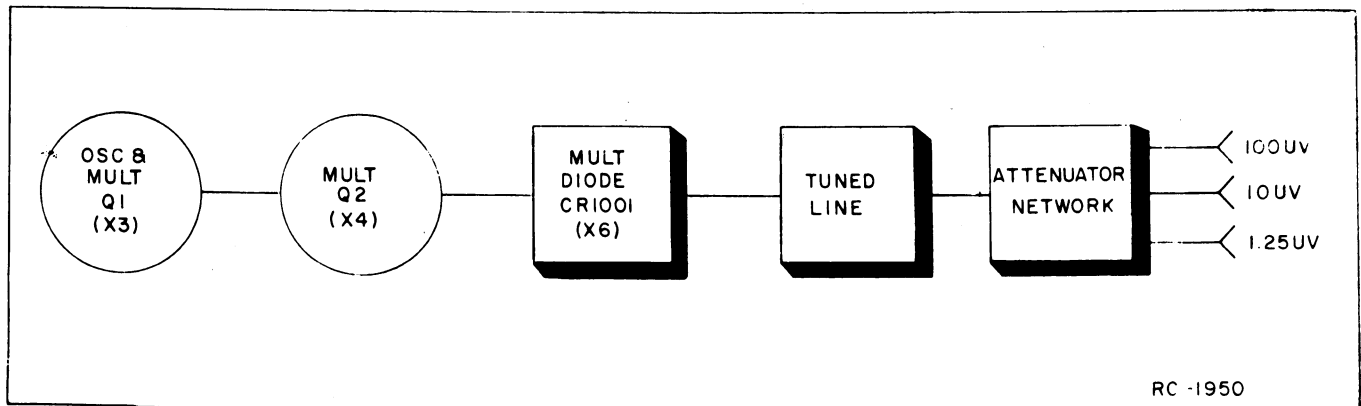 OSC &
MULT
Q1
(X3)
MULT
Q2
(X4)
MULT
DIODE
CR1001
(X6)
TUNED
LINE
ATTENUATOR
NETWORK
100UV
10UV
1.25UV
RC-1950